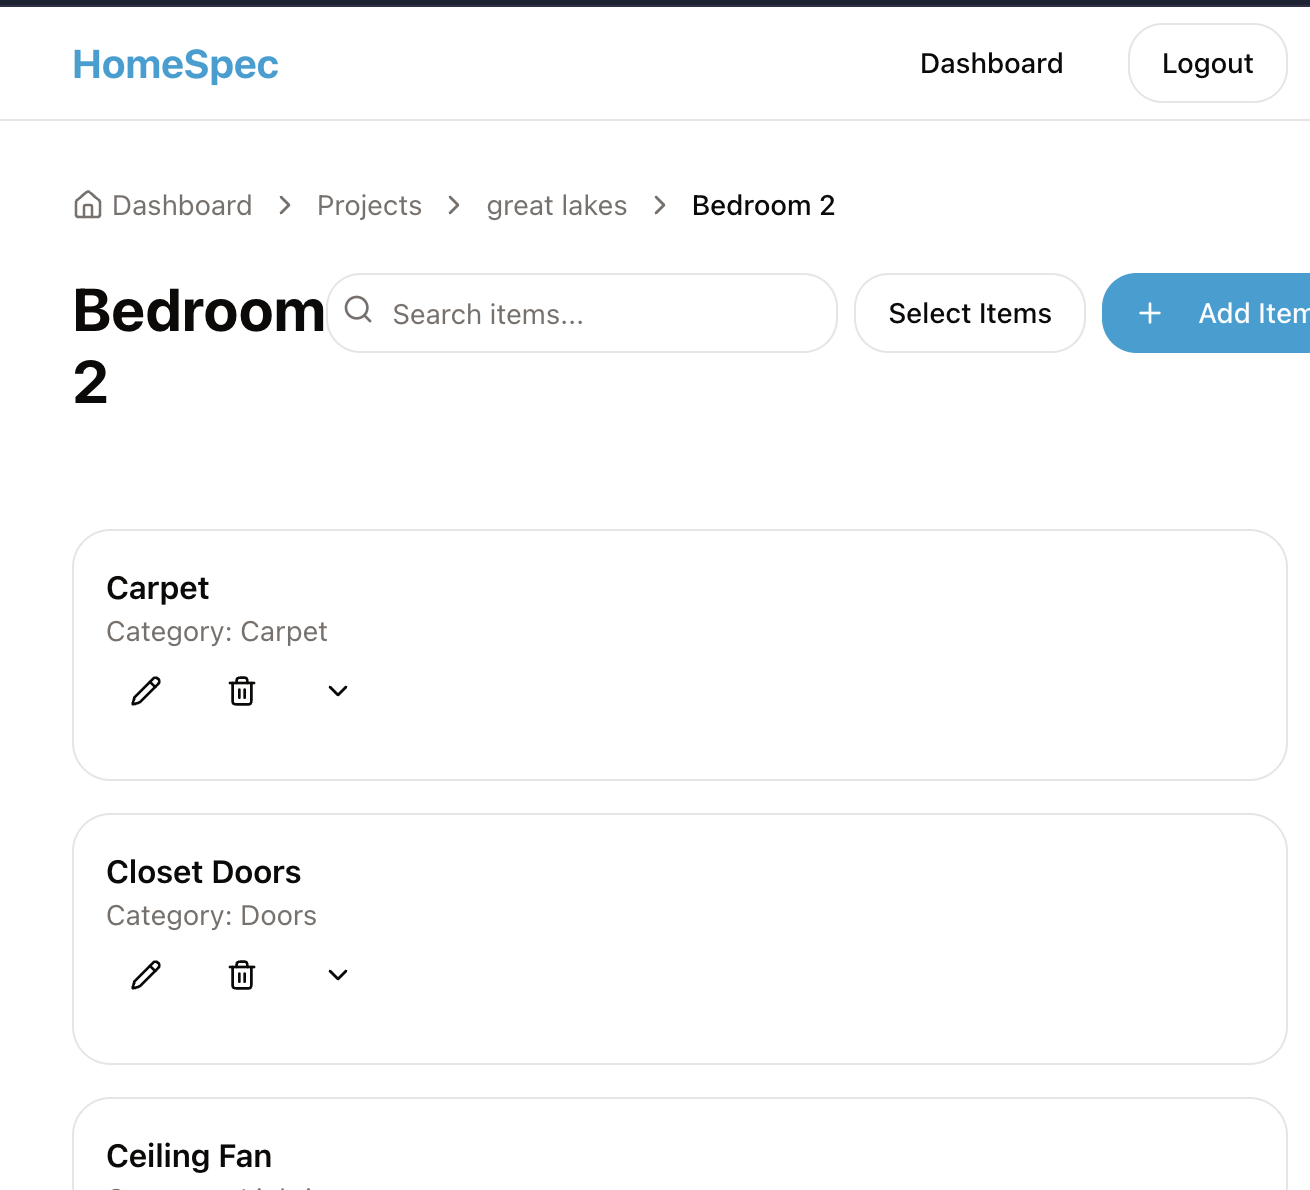 HomeSpec
Dashboard
Logout
Dashboard > Projects > great lakes > Bedroom 2
Bedroom 2
Search items...
Select Items
+ Add Item
Carpet
Category: Carpet
Closet Doors
Category: Doors
Ceiling Fan